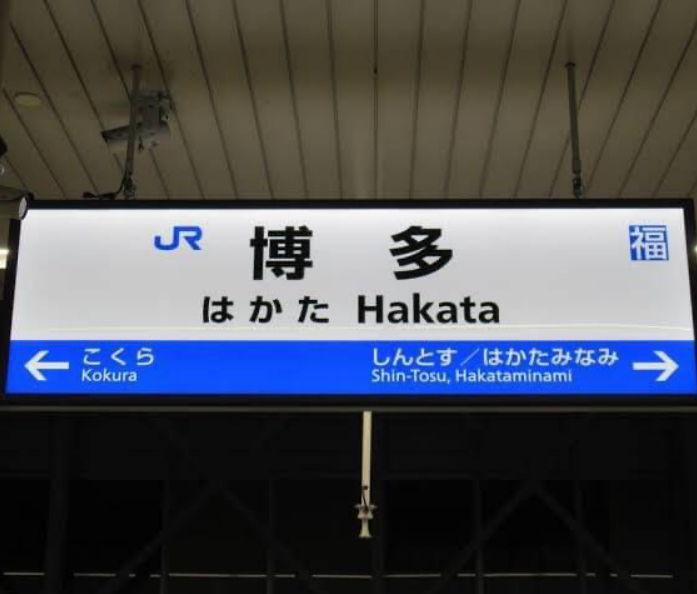 JR 博多 福
はかた Hakata
← こくら しんとす／はかたみなみ →
Kokura Shin-Tosu, Hakataminami